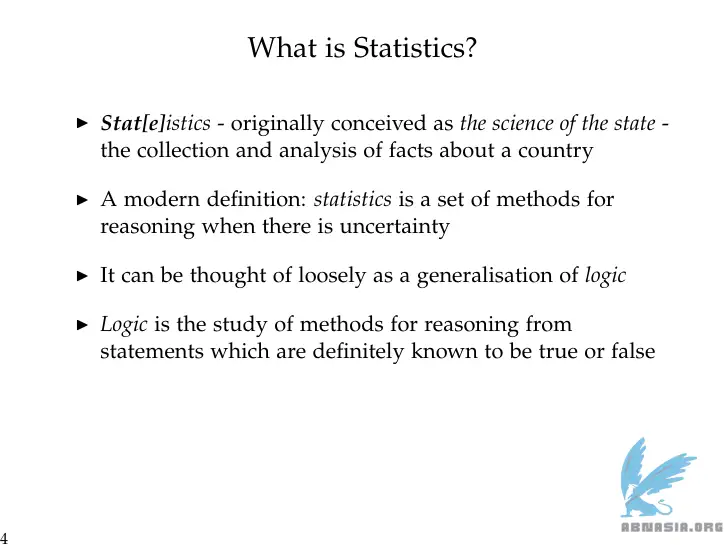 What is Statistics?
▶ Stat[e]istics - originally conceived as the science of the state -
the collection and analysis of facts about a country
▶ A modern definition: statistics is a set of methods for
reasoning when there is uncertainty
▶ It can be thought of loosely as a generalisation of logic
▶ Logic is the study of methods for reasoning from
statements which are definitely known to be true or false
ABNASIA.ORG
4